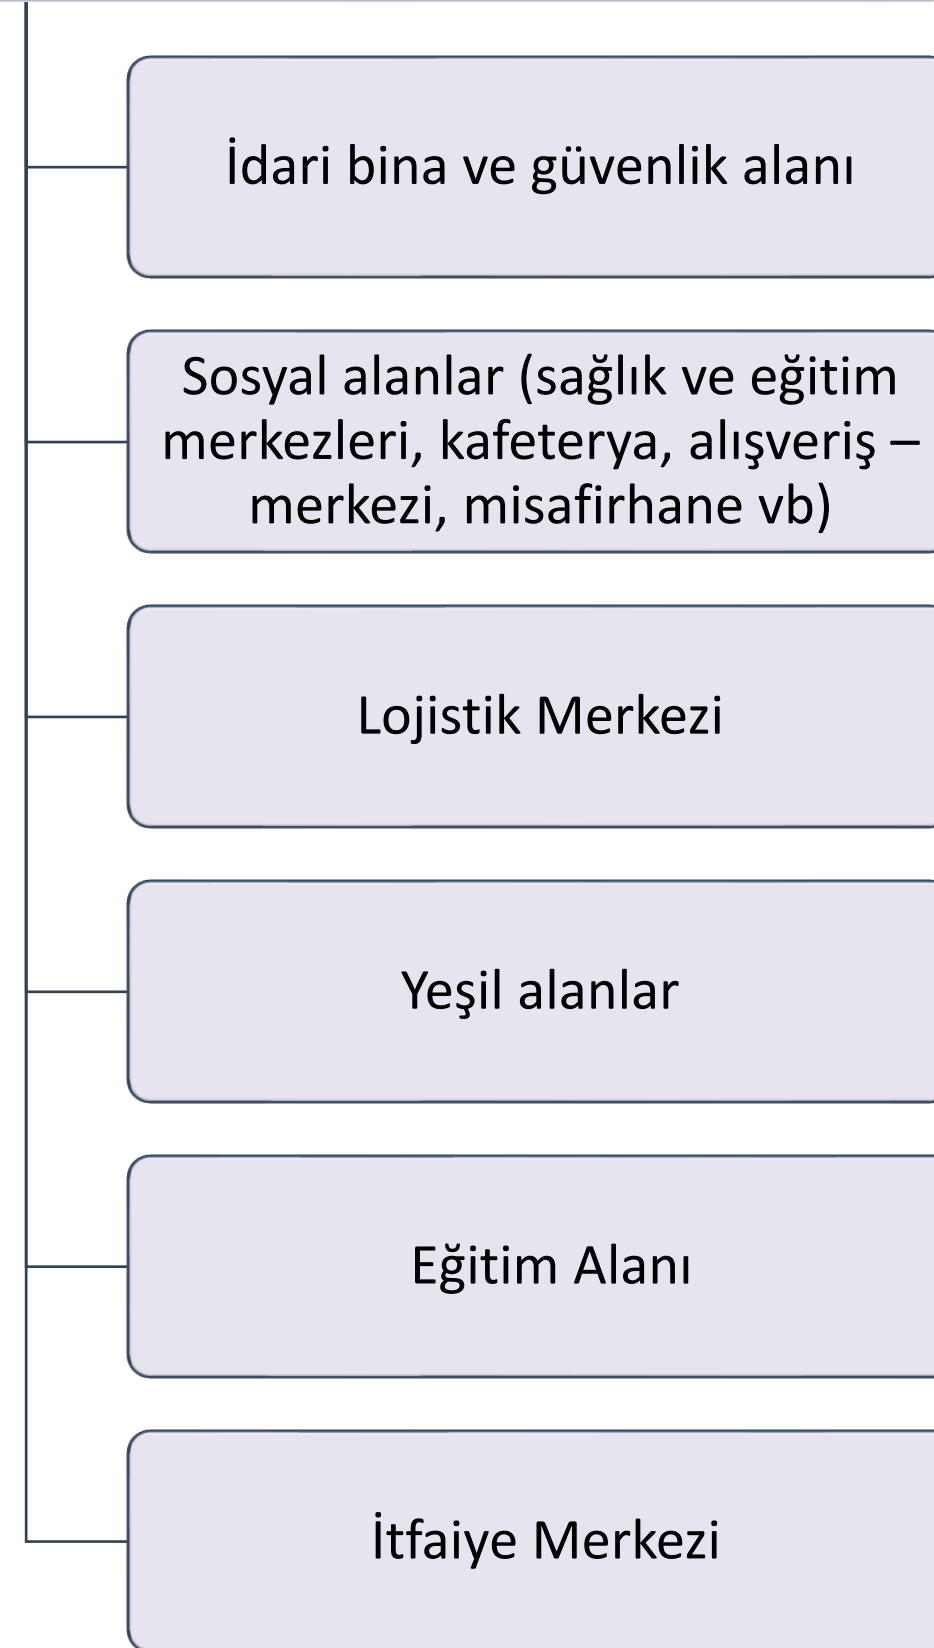 İdari bina ve güvenlik alanı
Sosyal alanlar (sağlık ve eğitim
merkezleri, kafeterya, alışveriş –
merkezi, misafirhane vb)
Lojistik Merkezi
Yeşil alanlar
Eğitim Alanı
İtfaiye Merkezi